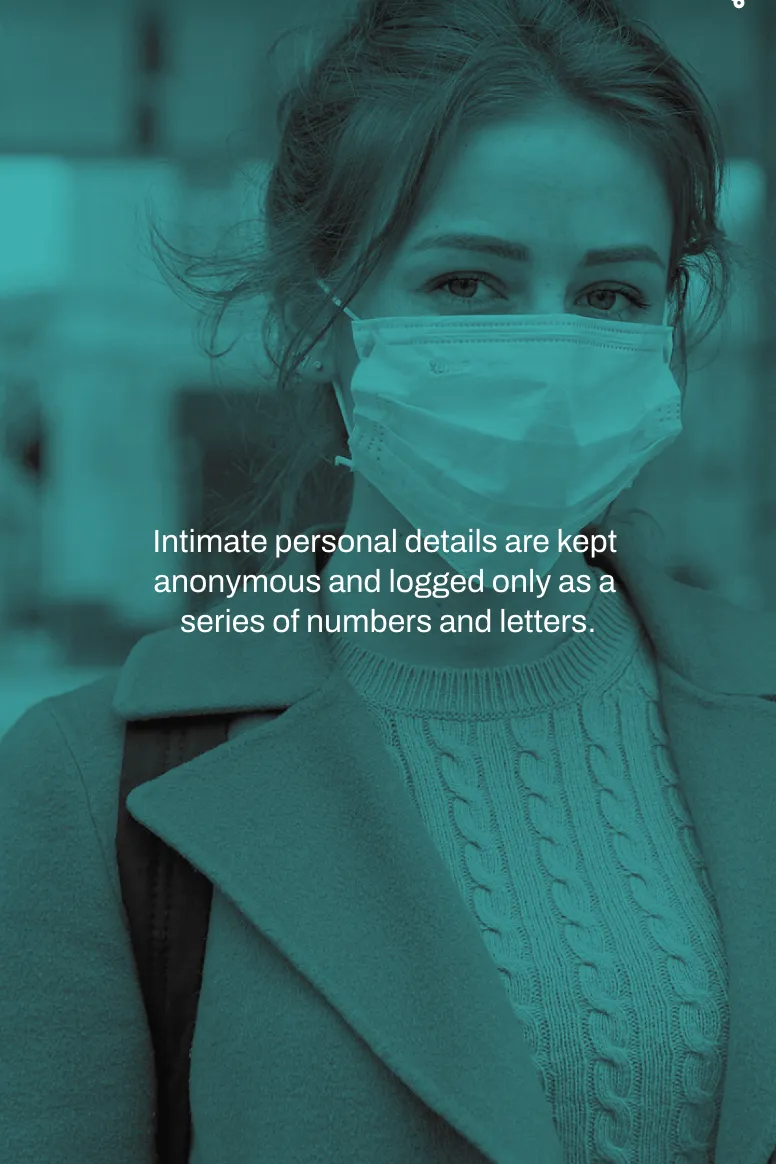 Intimate personal details are kept
anonymous and logged only as a
series of numbers and letters.